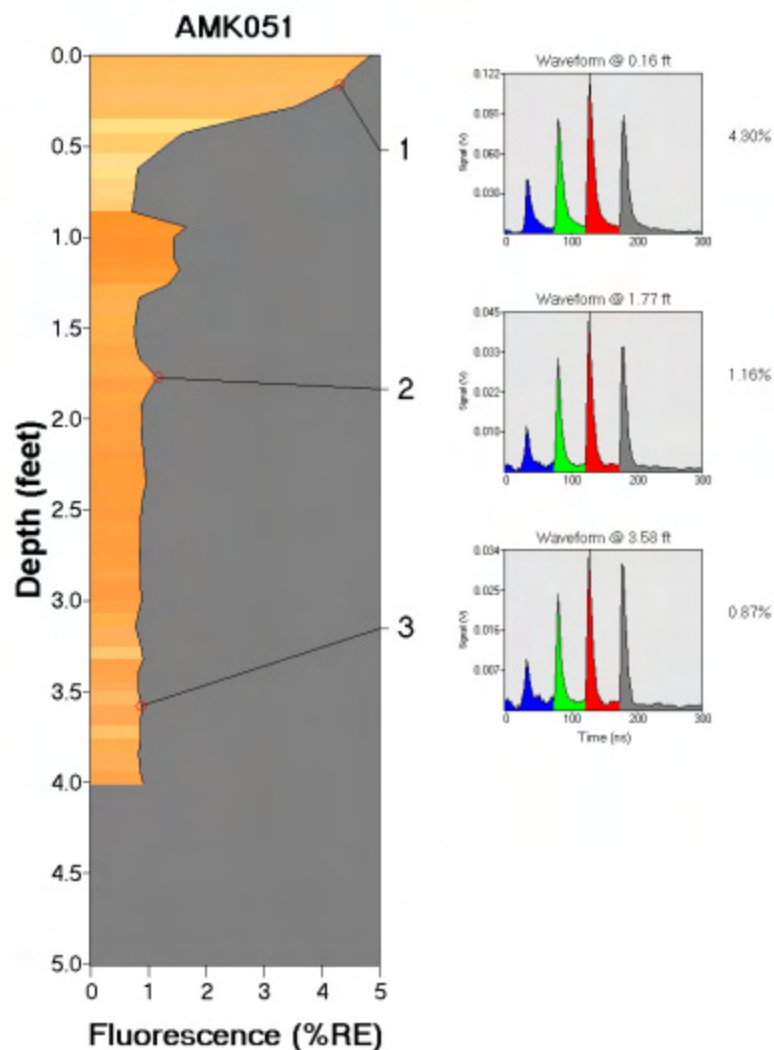 AMK051
0.0
0.5
1.0
1.5
2.0
2.5
3.0
3.5
4.0
4.5
5.0
Depth (feet)
0 1 2 3 4 5
Fluorescence (%RE)
1
2
3
Waveform @ 0.16 ft
0.122
0.091
0.060
0.030
Signal (V)
0 100 200 300
4.30%
Waveform @ 1.77 ft
0.045
0.033
0.022
0.010
Signal (V)
0 100 200 300
1.16%
Waveform @ 3.58 ft
0.034
0.025
0.016
0.007
Signal (V)
0 100 200 300
Time (ns)
0.87%